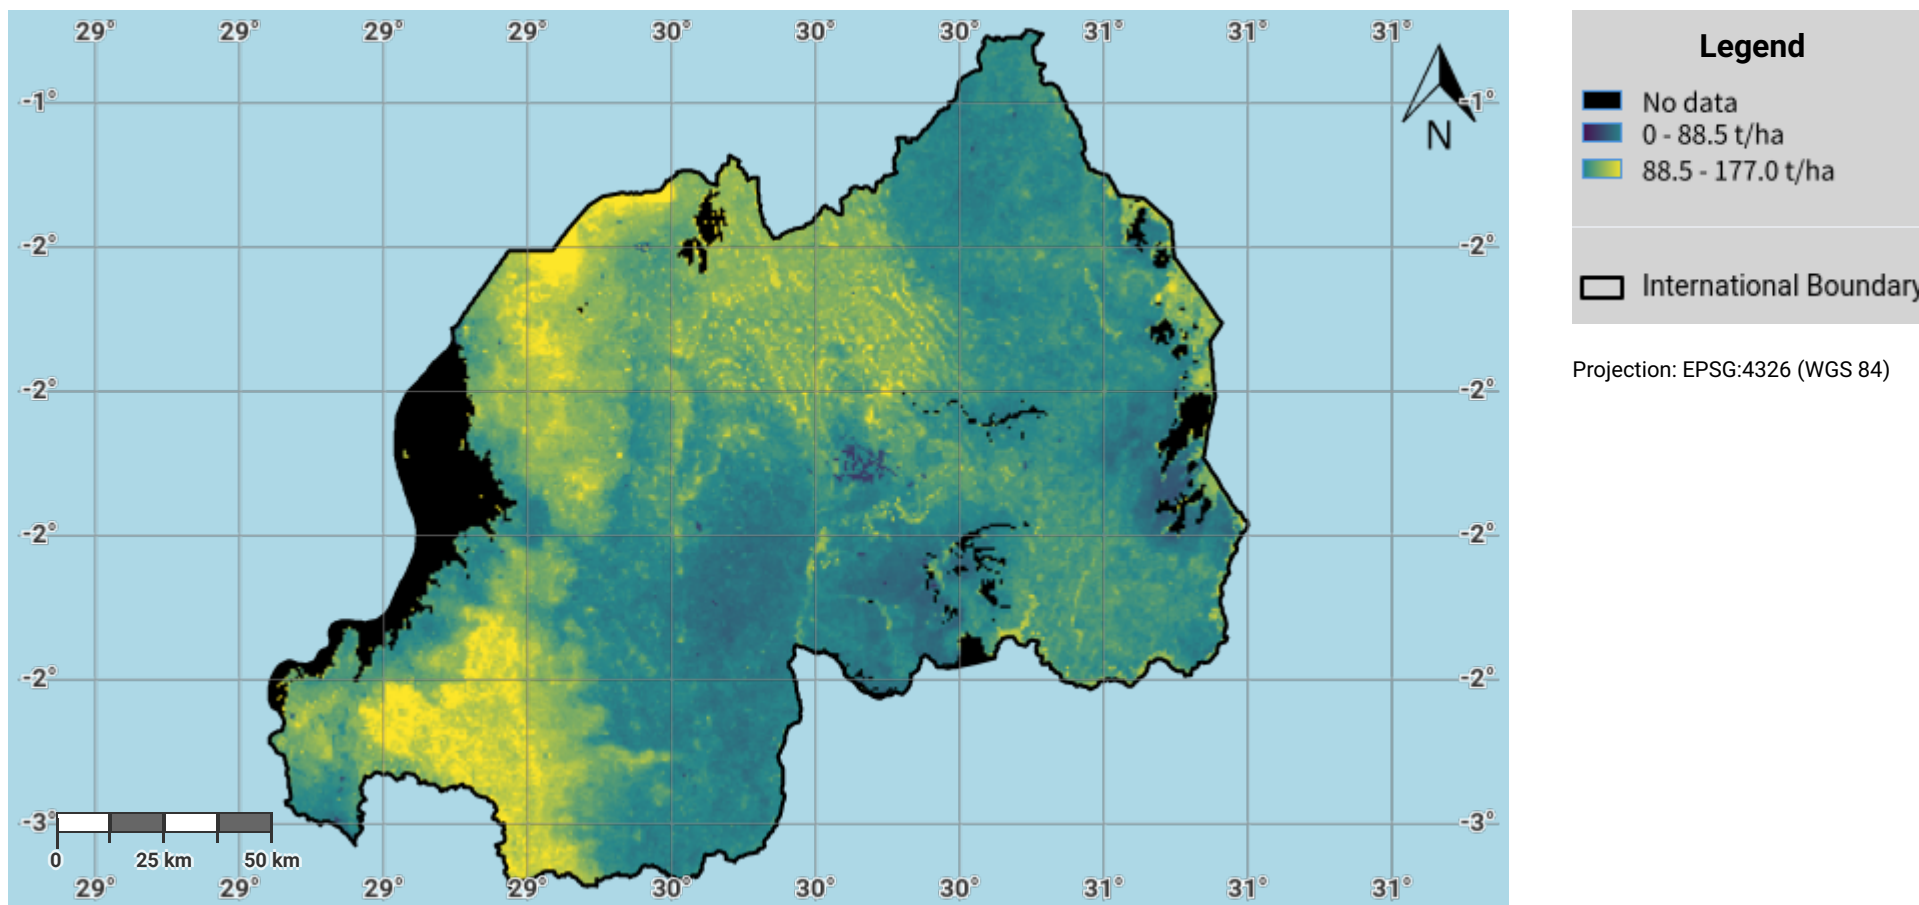 29° 29° 29° 29° 30° 30° 30° 31° 31° 31°
-1° -1°
N
-2° -2°
-2° -2°
-2° -2°
-2° -2°
-3° -3°
0 25 km 50 km
29° 29° 29° 29° 30° 30° 30° 31° 31° 31°
Legend
No data
0 - 88.5 t/ha
88.5 - 177.0 t/ha
International Boundary
Projection: EPSG:4326 (WGS 84)